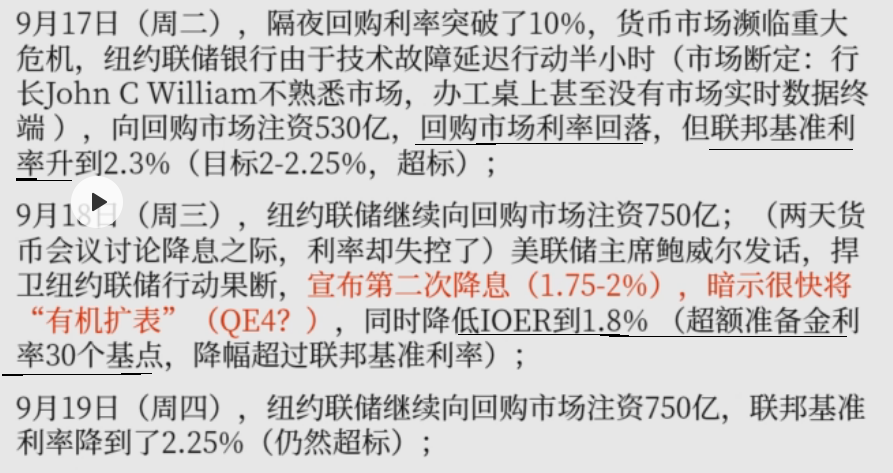 9月17日（周二），隔夜回购利率突破了10%，货币市场濒临重大
危机，纽约联储银行由于技术故障延迟行动半小时（市场断定：行
长John C William不熟悉市场，办工桌上甚至没有市场实时数据终
端 ），向回购市场注资530亿，回购市场利率回落，但联邦基准利
率升到2.3%（目标2-2.25%，超标）；
9月18日（周三），纽约联储继续向回购市场注资750亿；（两天货
币会议讨论降息之际，利率却失控了）美联储主席鲍威尔发话，捍
卫纽约联储行动果断，宣布第二次降息（1.75-2%），暗示很快将
“有机扩表”（QE4？），同时降低IOER到1.8% （超额准备金利
率30个基点，降幅超过联邦基准利率）；
9月19日（周四），纽约联储继续向回购市场注资750亿，联邦基准
利率降到了2.25%（仍然超标）；